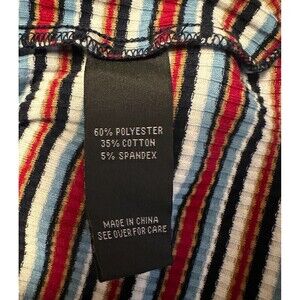 60% POLYESTER
35% COTTON
5% SPANDEX
MADE IN CHINA
SEE OVER FOR CARE